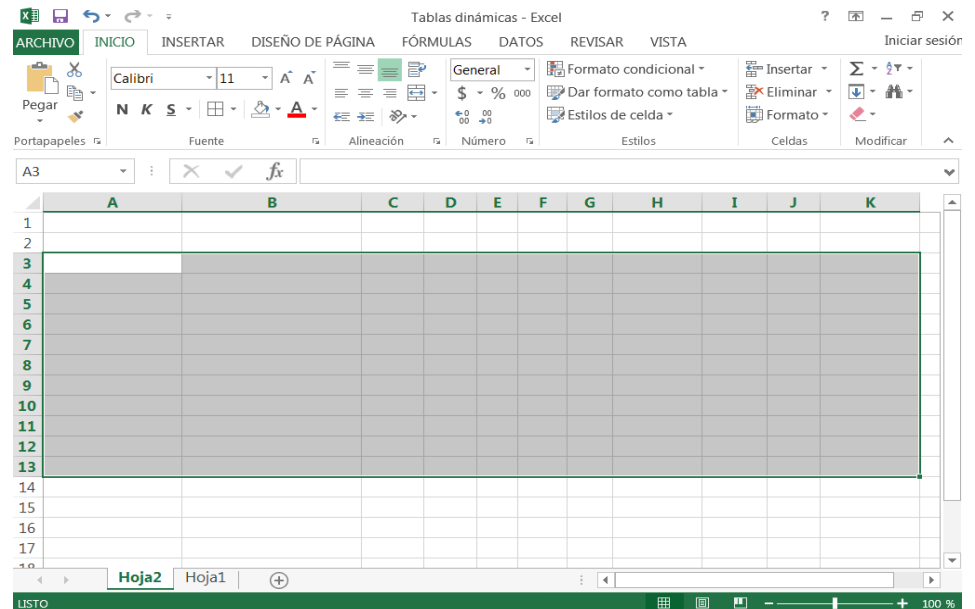 Tablas dinámicas - Excel ?
ARCHIVO INICIO INSERTAR DISEÑO DE PÁGINA FÓRMULAS DATOS REVISAR VISTA Iniciar sesión
Calibri 11 A A General Formato condicional Insertar Σ
Pegar $ % 000 Dar formato como tabla Eliminar
N K S A Estilos de celda Formato
Portapapeles Fuente Alineación Número Estilos Celdas Modificar
A3 fx
A B C D E F G H I J K
1
2
3
4
5
6
7
8
9
10
11
12
13
14
15
16
17
18
Hoja2 Hoja1
LISTO 100 %